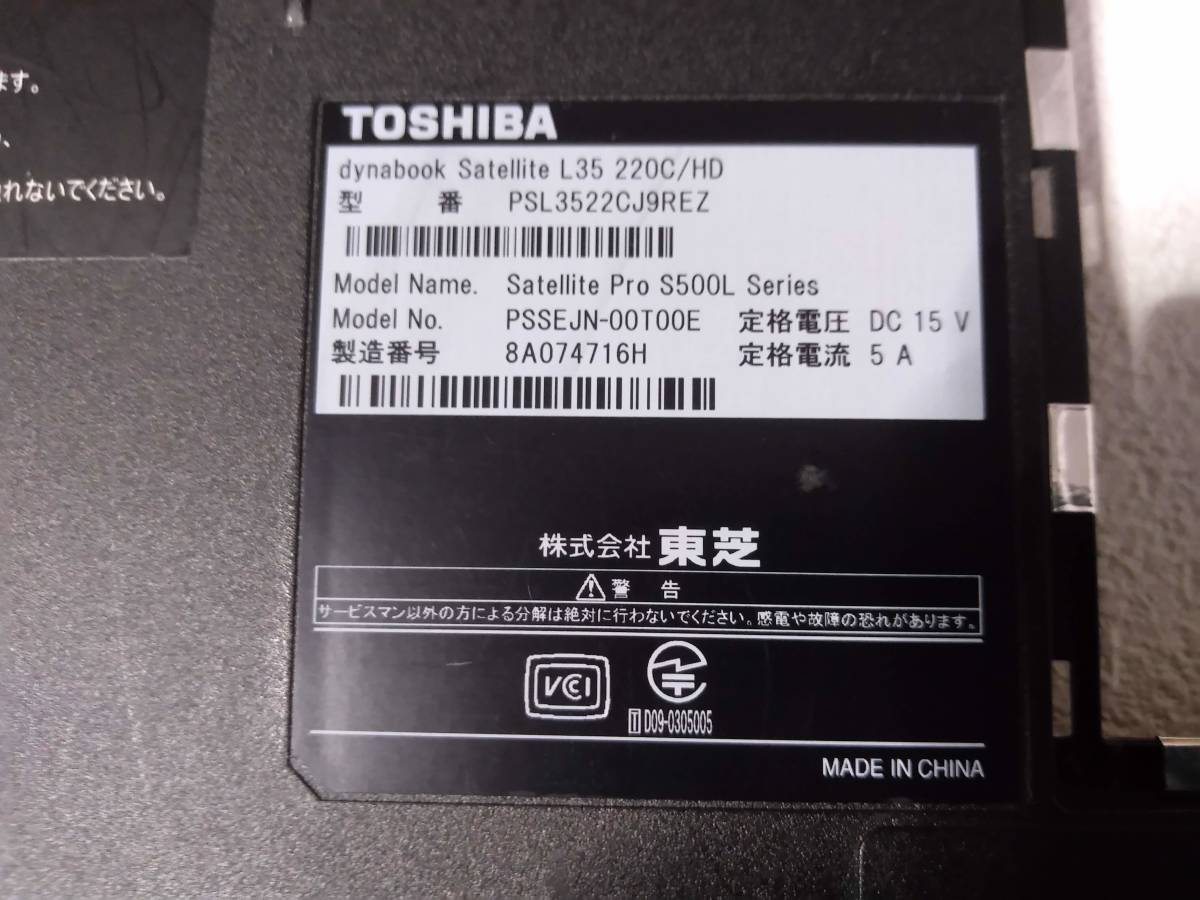 ます。
れないでください。
TOSHIBA
dynabook Satellite L35 220C/HD
型 番 PSL3522CJ9REZ
Model Name. Satellite Pro S500L Series
Model No. PSSEJN-00T00E 定格電圧 DC 15 V
製造番号 8A074716H 定格電流 5 A
株式会社 東芝
警 告
サービスマン以外の方による分解は絶対に行わないでください。感電や故障の恐れがあります。
VCI
T D09-0305005
MADE IN CHINA